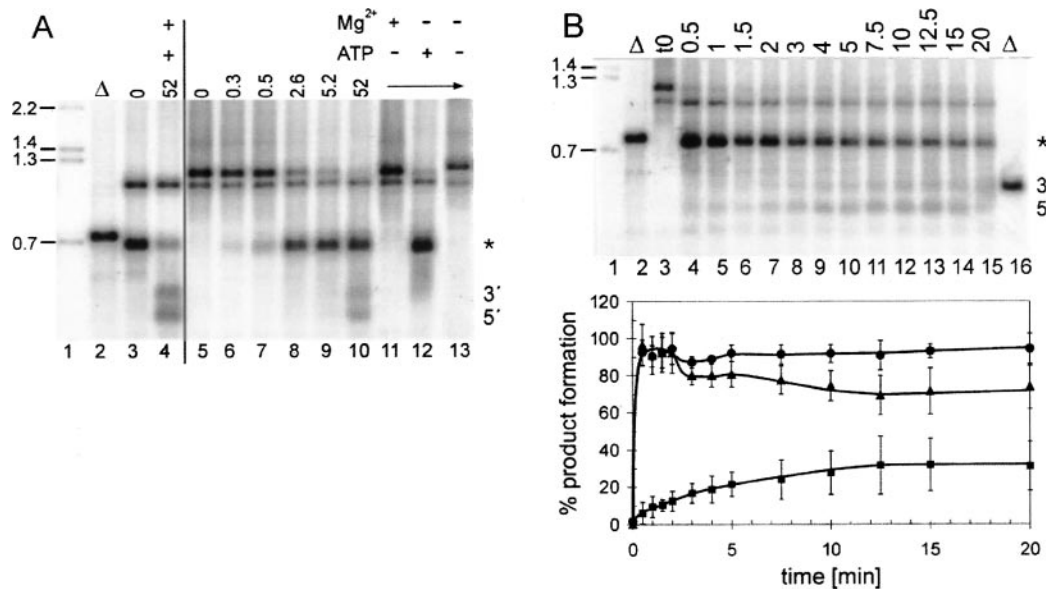 A
+ Mg²⁺ + − −
+ ATP − + −
Δ 0 52 0 0.3 0.5 2.6 5.2 52
2.2
1.4
1.3
0.7
*
3′
5′
1 2 3 4 5 6 7 8 9 10 11 12 13
B
Δ t0 0.5 1 1.5 2 3 4 5 7.5 10 12.5 15 20 Δ
1.4
1.3
0.7
*
3
5
1 2 3 4 5 6 7 8 9 10 11 12 13 14 15 16
120
100
80
60
40
20
0
% product formation
0 5 10 15 20
time [min]